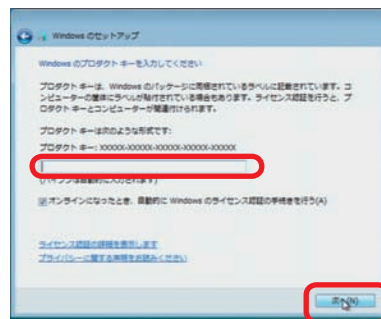 Windows のセットアップ
Windows のプロダクト キーを入力してください
プロダクト キーは、Windows のパッケージに同梱されているラベルに記載されています。コ
ンピューターの筐体にラベルが貼付されている場合もあります。ライセンス認証を行うと、プ
ロダクト キーとコンピューターが関連付けられます。
プロダクト キーは次のような形式です:
プロダクト キー: XXXXX-XXXXX-XXXXX-XXXXX-XXXXX
(ハイフンは自動的に入力されます)
オンラインになったとき、自動的に Windows のライセンス認証の手続きを行う(A)
ライセンス認証の詳細を表示します
プライバシーに関する声明をお読みください
次へ(N)